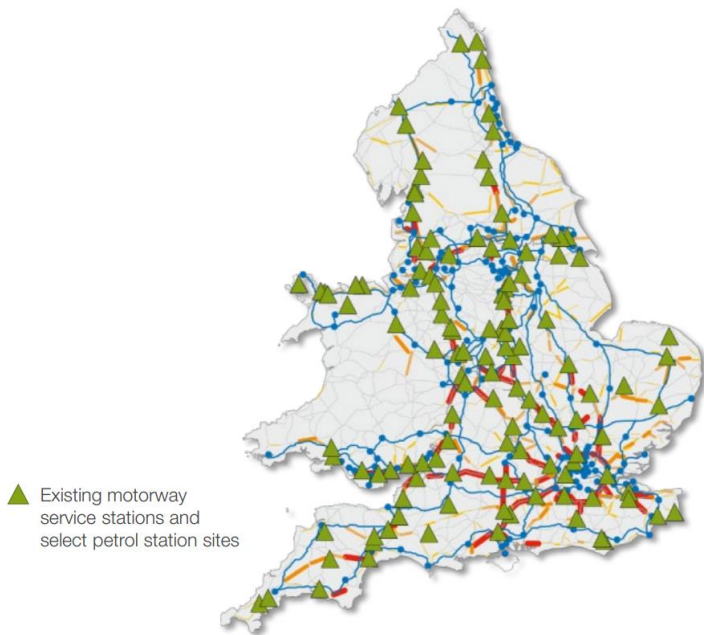 Existing motorway
service stations and
select petrol station sites